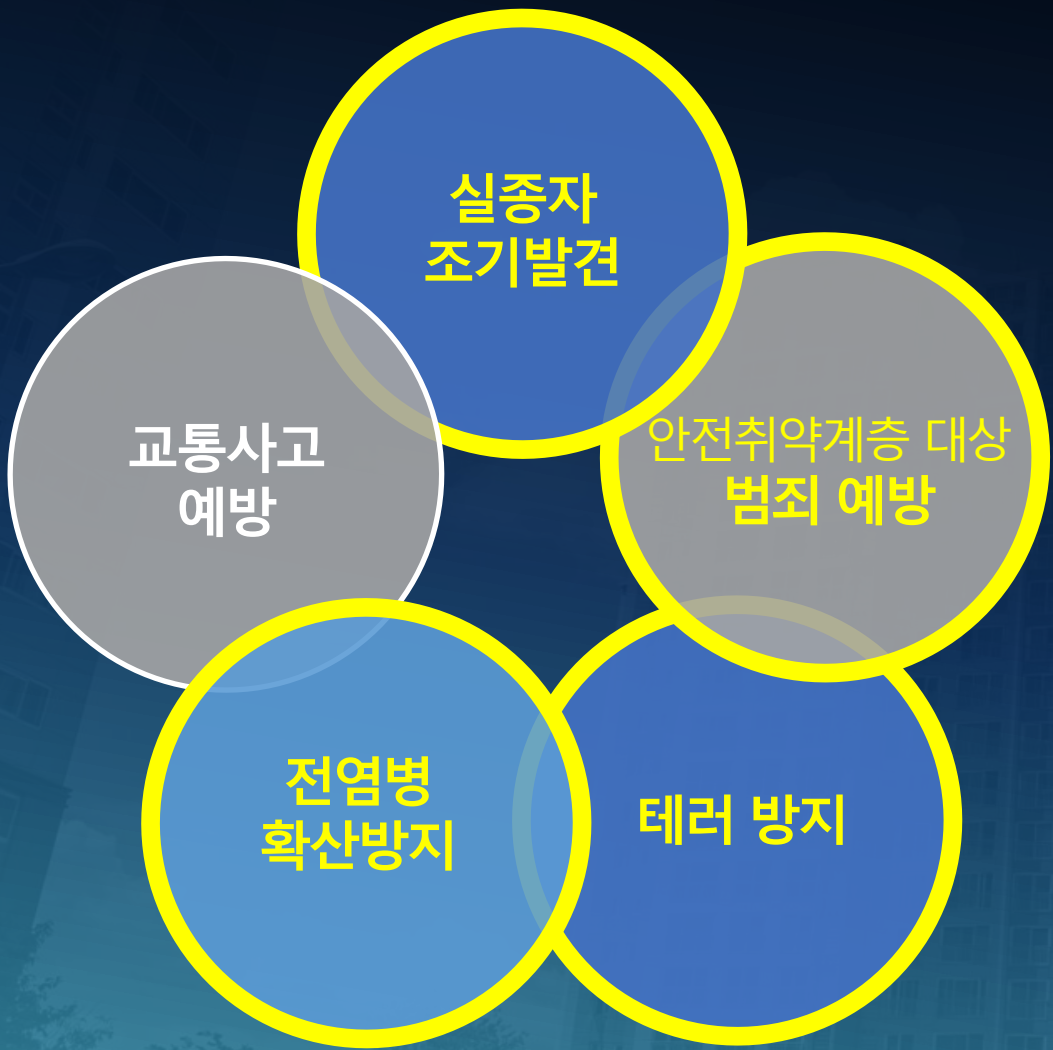 실종자
조기발견
안전취약계층 대상
범죄 예방
교통사고
예방
전염병
확산방지
테러 방지